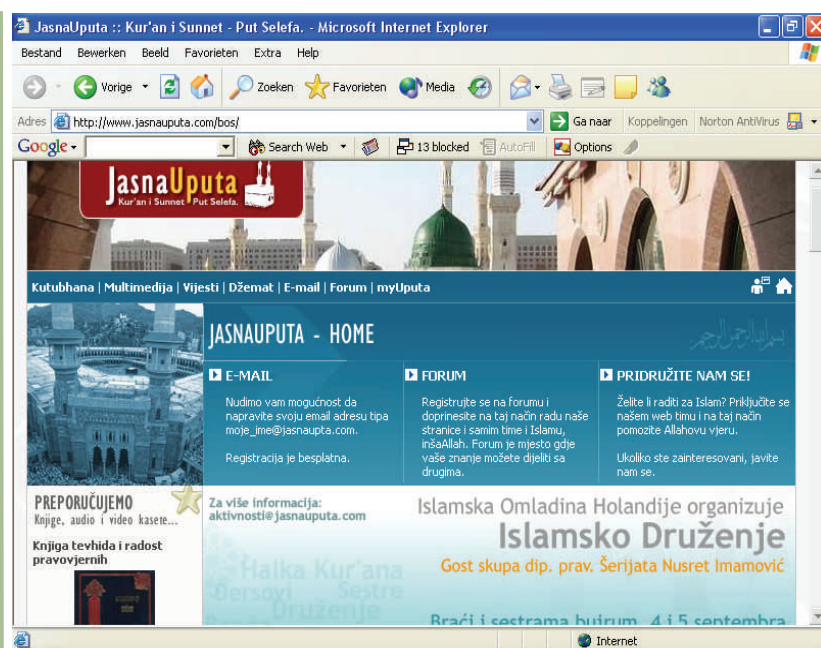 JasnaUputa :: Kur'an i Sunnet - Put Selefa. - Microsoft Internet Explorer
Bestand Bewerken Beeld Favorieten Extra Help
Vorige Zoeken Favorieten Media
Adres http://www.jasnauputa.com/bos/ Ga naar Koppelingen Norton AntiVirus
Google Search Web 13 blocked AutoFill Options
JasnaUputa
Kur'an i Sunnet Put Selefa.
Kutubhana | Multimedija | Vijesti | Džemat | E-mail | Forum | myUputa
JASNAUPUTA - HOME
E-MAIL
Nudimo vam mogućnost da
napravite svoju email adresu tipa
moje_ime@jasnaupta.com.
Registracija je besplatna.
FORUM
Registrujte se na forumu i
doprinesite na taj način radu naše
stranice i samim time i Islamu,
inšaAllah. Forum je mjesto gdje
vaše znanje možete dijeliti sa
drugima.
PRIDRUŽITE NAM SE!
Želite li raditi za Islam? Priključite se
našem web timu i na taj način
pomozite Allahovu vjeru.
Ukoliko ste zainteresovani, javite
nam se.
PREPORUČUJEMO
Knjige, audio i video kasete...
Knjiga tevhida i radost
pravovjernih
Za više informacija:
aktivnosti@jasnauputa.com
Islamska Omladina Holandije organizuje
Islamsko Druženje
Gost skupa dip. prav. Šerijata Nusret Imamović
Halka Kur'ana
Dersovi Sestre
Druženje
Braći i sestrama bujrum 4 i 5 septembra
Internet